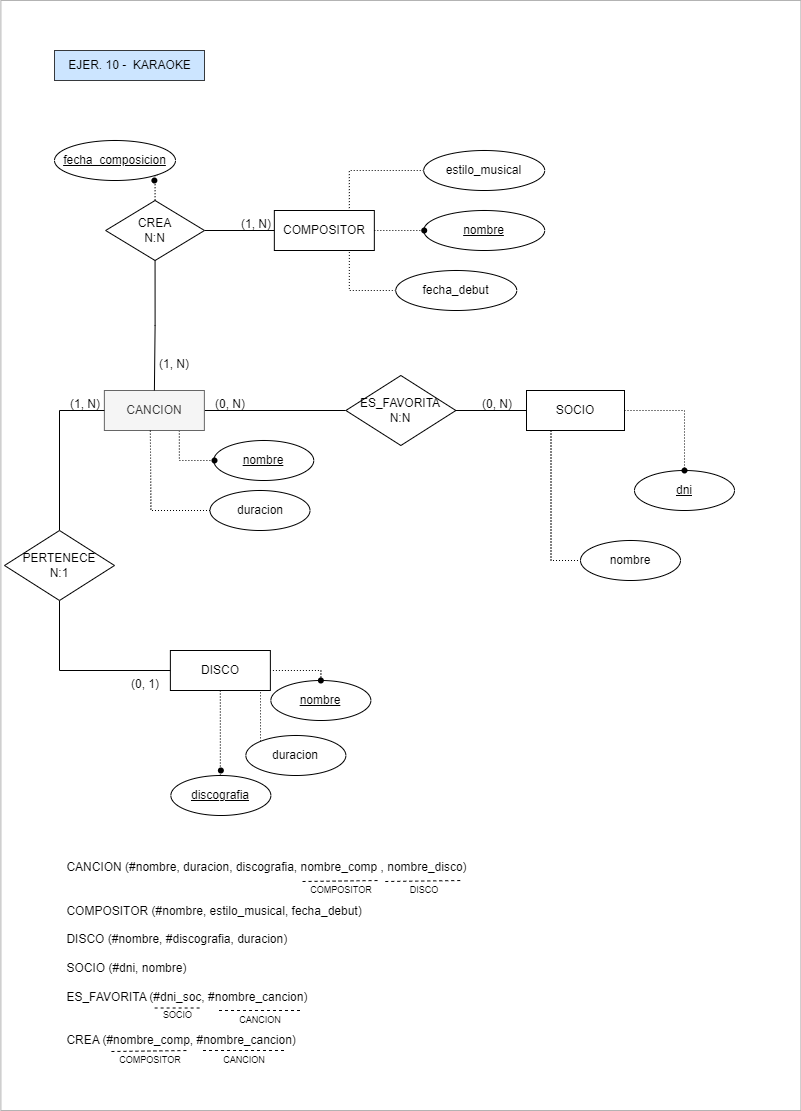 EJER. 10 - KARAOKE
fecha_composicion
estilo_musical
CREA
N:N
(1, N)
COMPOSITOR
nombre
fecha_debut
(1, N)
(1, N)
CANCION
(0, N)
ES_FAVORITA
N:N
(0, N)
SOCIO
nombre
dni
duracion
PERTENECE
N:1
nombre
DISCO
(0, 1)
nombre
duracion
discografia
CANCION (#nombre, duracion, discografia, nombre_comp , nombre_disco)
COMPOSITOR DISCO
COMPOSITOR (#nombre, estilo_musical, fecha_debut)
DISCO (#nombre, #discografia, duracion)
SOCIO (#dni, nombre)
ES_FAVORITA (#dni_soc, #nombre_cancion)
SOCIO CANCION
CREA (#nombre_comp, #nombre_cancion)
COMPOSITOR CANCION